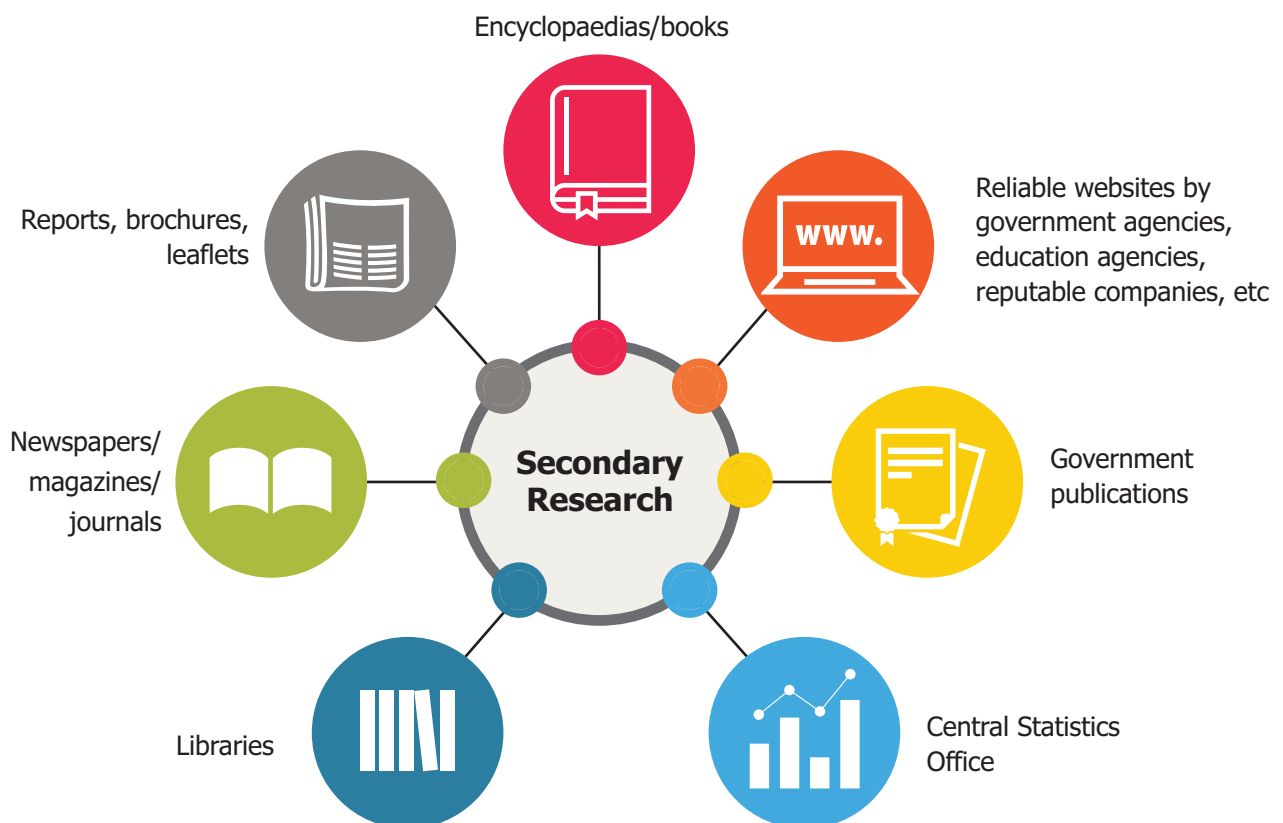 Encyclopaedias/books
Reliable websites by
government agencies,
education agencies,
reputable companies, etc
www.
Reports, brochures,
leaflets
Newspapers/
magazines/
journals
Secondary
Research
Government
publications
Libraries
Central Statistics
Office